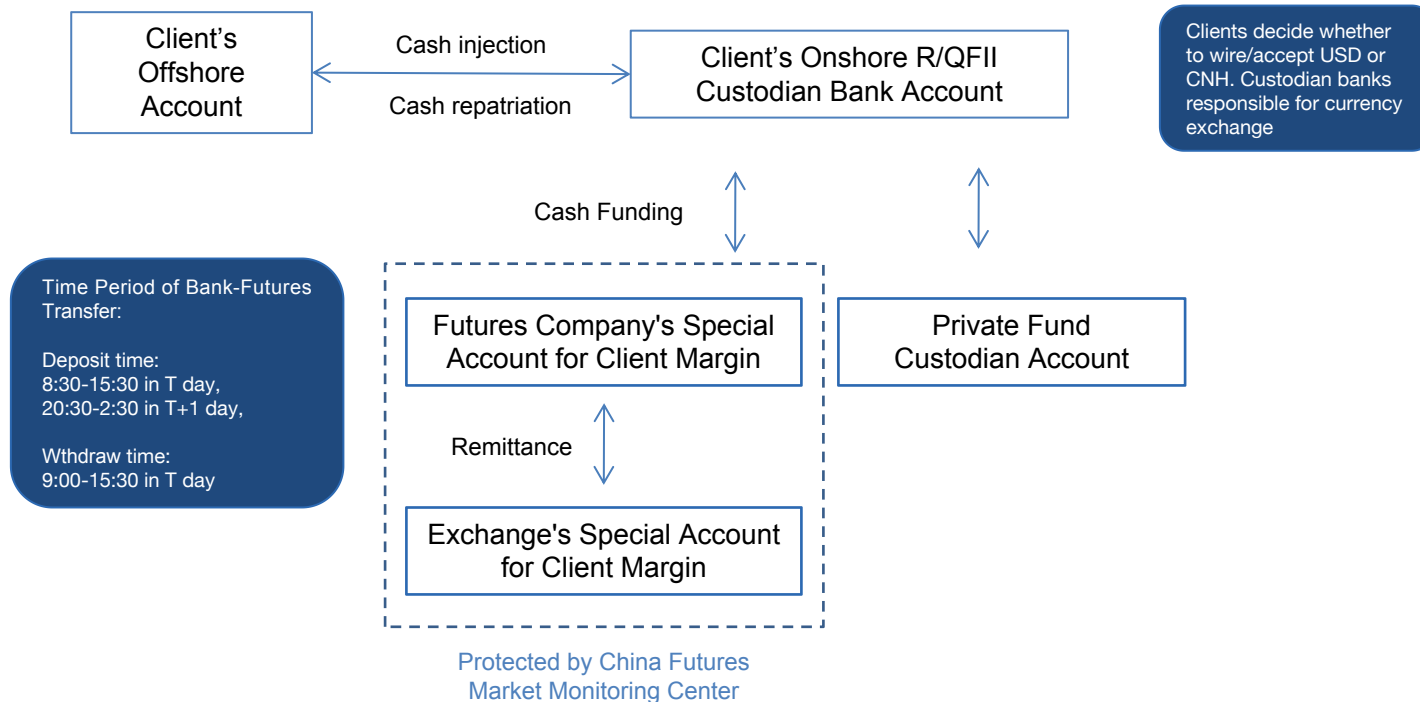 Client's
Offshore
Account
Cash injection
Cash repatriation
Client's Onshore R/QFII
Custodian Bank Account
Clients decide whether
to wire/accept USD or
CNH. Custodian banks
responsible for currency
exchange
Cash Funding
Time Period of Bank-Futures
Transfer:
Deposit time:
8:30-15:30 in T day,
20:30-2:30 in T+1 day,
Wthdraw time:
9:00-15:30 in T day
Futures Company's Special
Account for Client Margin
Private Fund
Custodian Account
Remittance
Exchange's Special Account
for Client Margin
Protected by China Futures
Market Monitoring Center